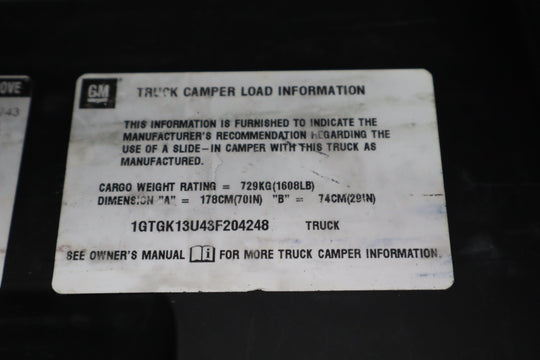 OVE
GM
TRUCK CAMPER LOAD INFORMATION
THIS INFORMATION IS FURNISHED TO INDICATE THE
MANUFACTURER'S RECOMMENDATION REGARDING THE
USE OF A SLIDE-IN CAMPER WITH THIS TRUCK AS
MANUFACTURED.
CARGO WEIGHT RATING = 729KG(1608LB)
DIMENSION "A" = 178CM(70IN) "B" = 74CM(29IN)
1GTGK13U43F204248 TRUCK
SEE OWNER'S MANUAL FOR MORE TRUCK CAMPER INFORMATION.